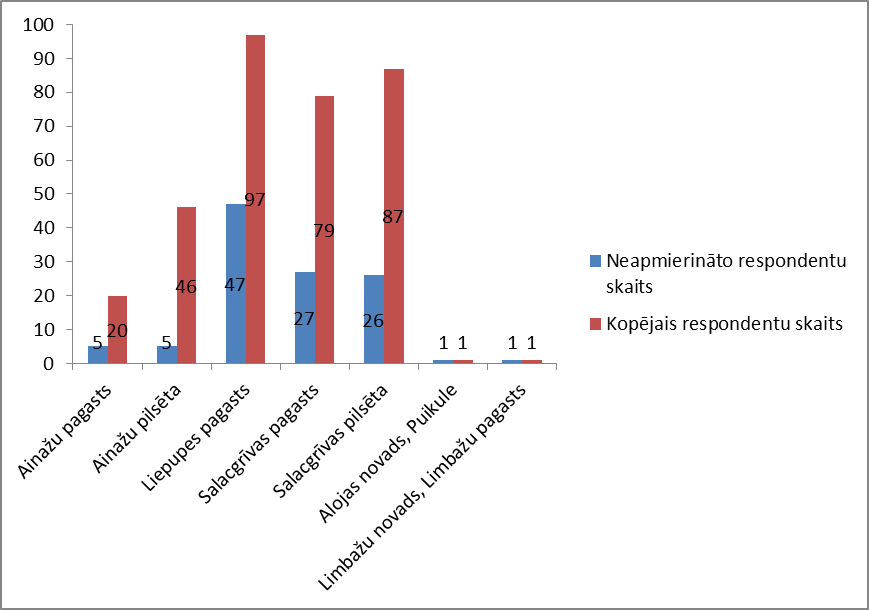 100
90
80
70
60
50
40
30
20
10
0
5
20
5
46
47
97
27
79
26
87
1
1
1
1
Ainažu pagasts
Ainažu pilsēta
Liepupes pagasts
Salacgrīvas pagasts
Salacgrīvas pilsēta
Alojas novads, Puikule
Limbažu novads, Limbažu pagasts
Neapmierināto respondentu
skaits
Kopējais respondentu skaits